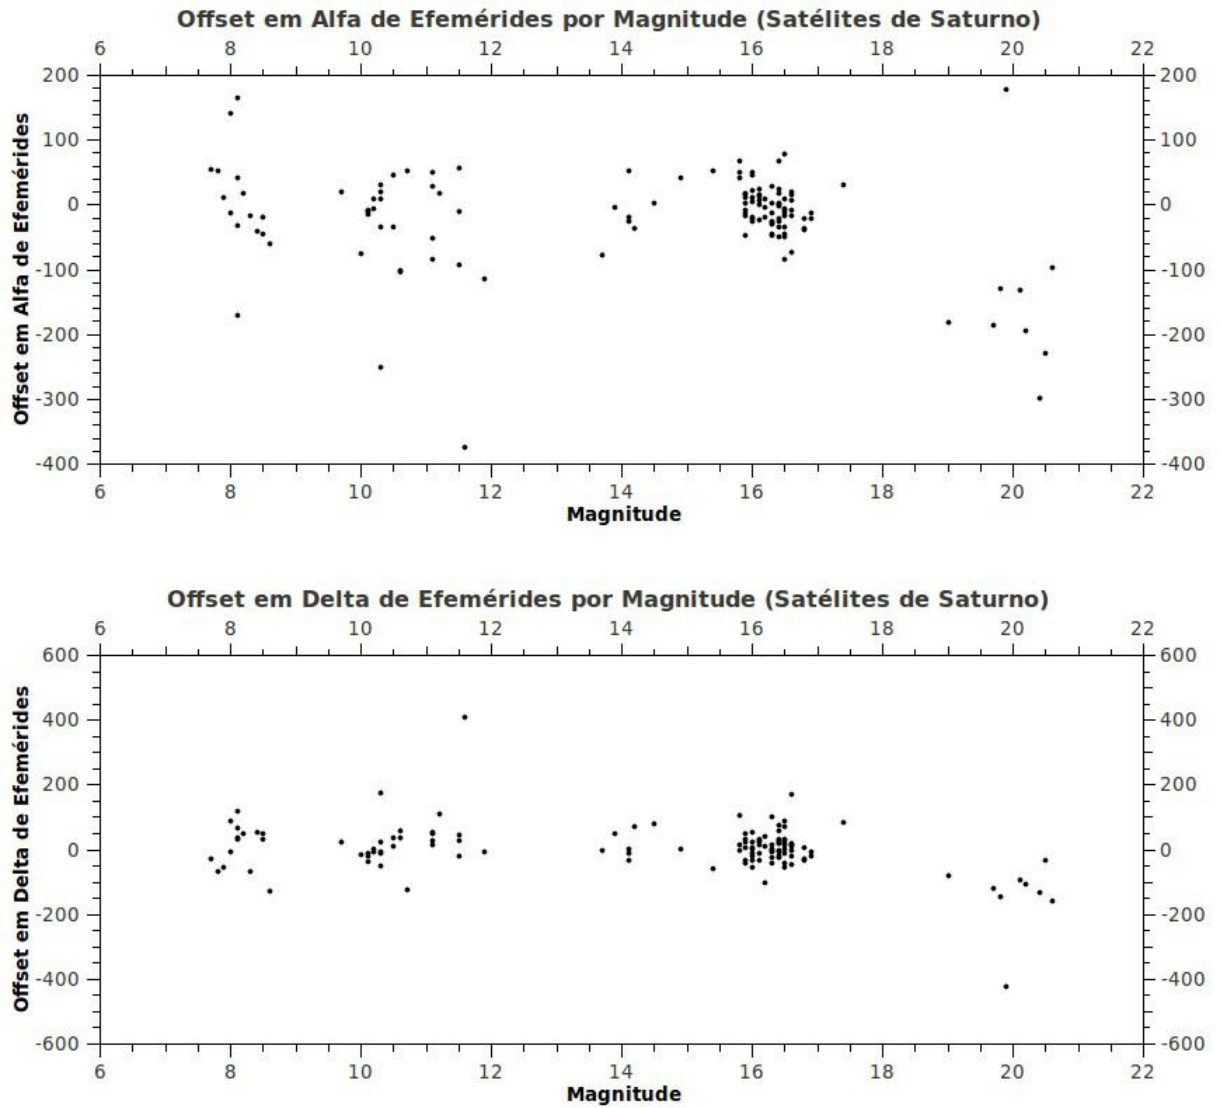 Offset em Alfa de Efemérides por Magnitude (Satélites de Saturno)
6 8 10 12 14 16 18 20 22
200 200
100 100
0 0
-100 -100
-200 -200
-300 -300
-400 -400
Offset em Alfa de Efemérides
6 8 10 12 14 16 18 20 22
Magnitude
Offset em Delta de Efemérides por Magnitude (Satélites de Saturno)
6 8 10 12 14 16 18 20 22
600 600
400 400
200 200
0 0
-200 -200
-400 -400
-600 -600
Offset em Delta de Efemérides
6 8 10 12 14 16 18 20 22
Magnitude